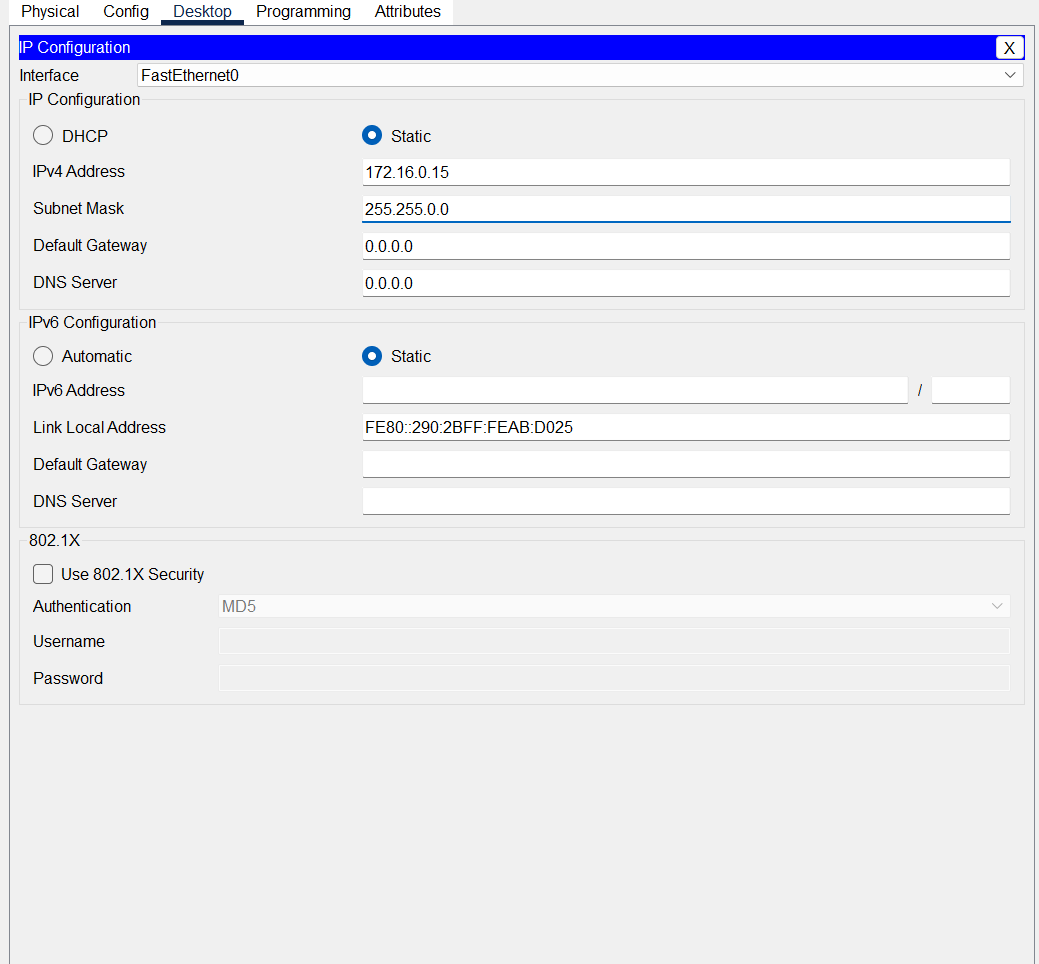 Physical Config Desktop Programming Attributes
IP Configuration X
Interface FastEthernet0
IP Configuration
DHCP Static
IPv4 Address 172.16.0.15
Subnet Mask 255.255.0.0
Default Gateway 0.0.0.0
DNS Server 0.0.0.0
IPv6 Configuration
Automatic Static
IPv6 Address /
Link Local Address FE80::290:2BFF:FEAB:D025
Default Gateway
DNS Server
802.1X
Use 802.1X Security
Authentication MD5
Username
Password